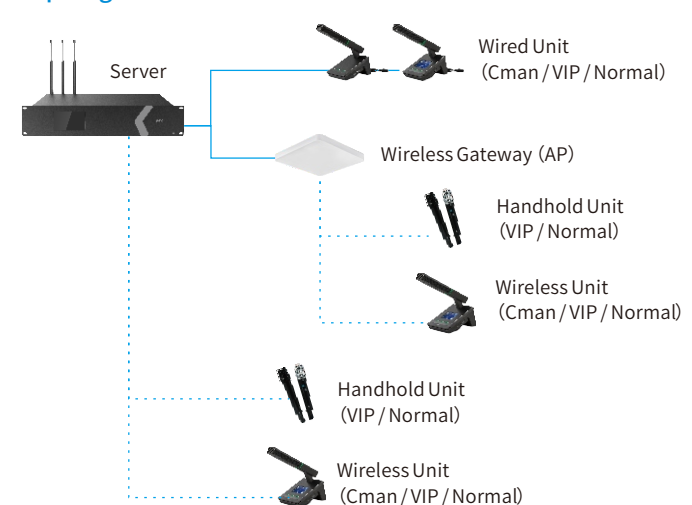 Server
Wired Unit
(Cman / VIP / Normal)
Wireless Gateway (AP)
Handhold Unit
(VIP / Normal)
Wireless Unit
(Cman / VIP / Normal)
Handhold Unit
(VIP / Normal)
Wireless Unit
(Cman / VIP / Normal)